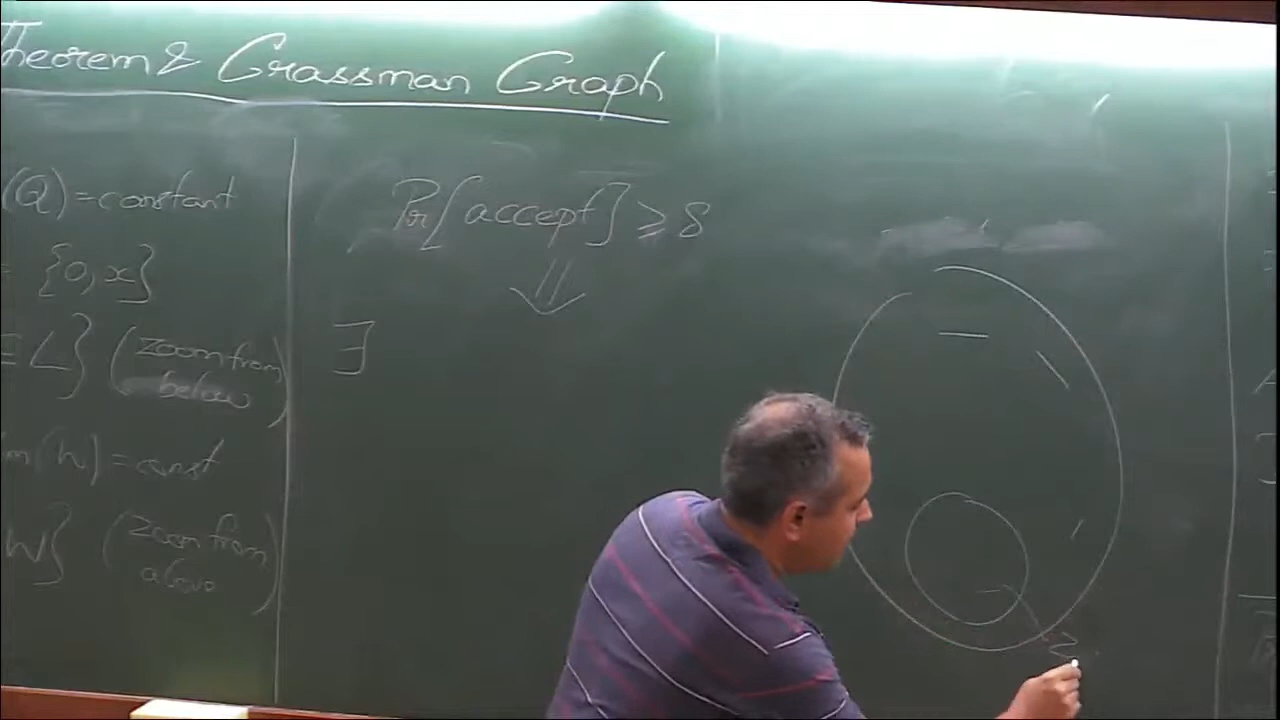 Theorem & Grassman Graph
(Q) = constant
= {0, x}
L} (zoom from below)
m(W) = const
W} (zoom from above)
Pr[accept] ≥ δ
⇓
∃